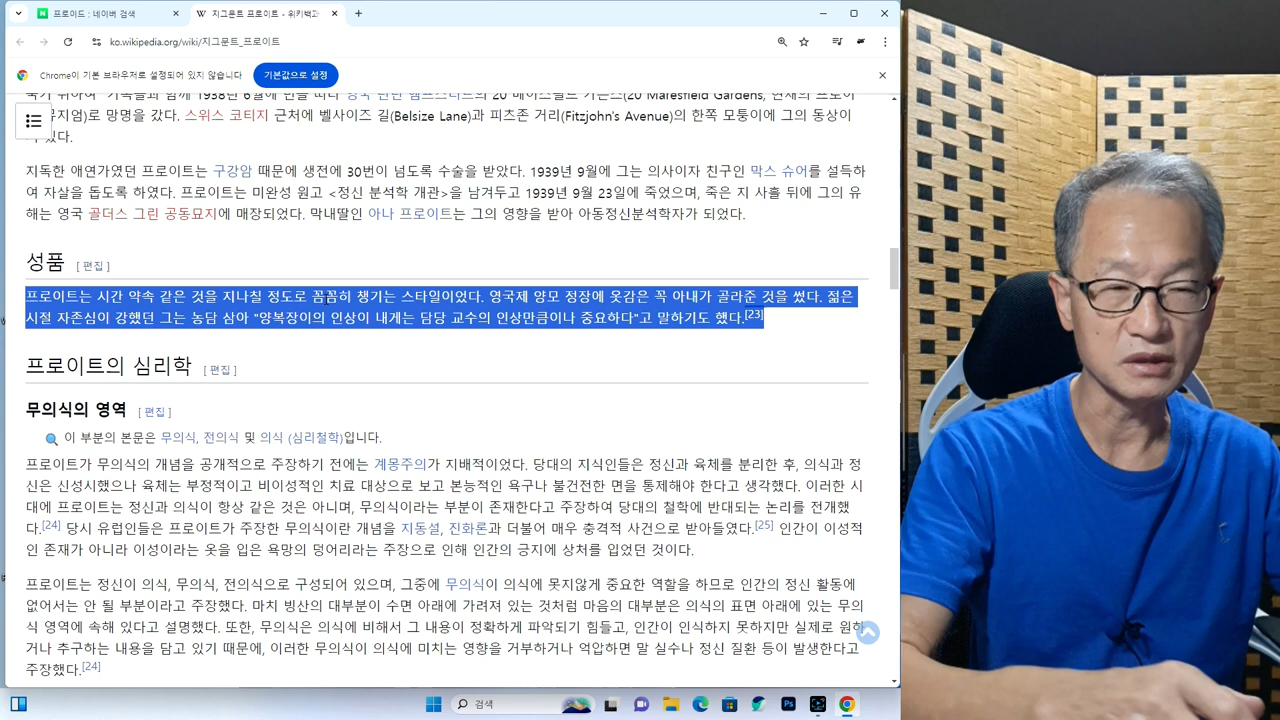 프로이드 : 네이버 검색
지그문트 프로이트 - 위키백과
ko.wikipedia.org/wiki/지그문트_프로이트
Chrome이 기본 브라우저로 설정되어 있지 않습니다
기본값으로 설정
유지엄)로 망명을 갔다. 스위스 코티지 근처에 벨사이즈 길(Belsize Lane)과 피츠존 거리(Fitzjohn's Avenue)의 한쪽 모퉁이에 그의 동상이
지독한 애연가였던 프로이트는 구강암 때문에 생전에 30번이 넘도록 수술을 받았다. 1939년 9월에 그는 의사이자 친구인 막스 슈어를 설득하
여 자살을 돕도록 하였다. 프로이트는 미완성 원고 <정신 분석학 개관>을 남겨두고 1939년 9월 23일에 죽었으며, 죽은 지 사흘 뒤에 그의 유
해는 영국 골더스 그린 공동묘지에 매장되었다. 막내딸인 아나 프로이트는 그의 영향을 받아 아동정신분석학자가 되었다.
성품 [ 편집 ]
프로이트는 시간 약속 같은 것을 지나칠 정도로 꼼꼼히 챙기는 스타일이었다. 영국제 양모 정장에 옷감은 꼭 아내가 골라준 것을 썼다. 젊은
시절 자존심이 강했던 그는 농담 삼아 "양복장이의 인상이 내게는 담당 교수의 인상만큼이나 중요하다"고 말하기도 했다.[23]
프로이트의 심리학 [ 편집 ]
무의식의 영역 [ 편집 ]
이 부분의 본문은 무의식, 전의식 및 의식 (심리철학)입니다.
프로이트가 무의식의 개념을 공개적으로 주장하기 전에는 계몽주의가 지배적이었다. 당대의 지식인들은 정신과 육체를 분리한 후, 의식과 정
신은 신성시했으나 육체는 부정적이고 비이성적인 치료 대상으로 보고 본능적인 욕구나 불건전한 면을 통제해야 한다고 생각했다. 이러한 시
대에 프로이트는 정신과 의식이 항상 같은 것은 아니며, 무의식이라는 부분이 존재한다고 주장하여 당대의 철학에 반대되는 논리를 전개했
다.[24] 당시 유럽인들은 프로이트가 주장한 무의식이란 개념을 지동설, 진화론과 더불어 매우 충격적 사건으로 받아들였다.[25] 인간이 이성적
인 존재가 아니라 이성이라는 옷을 입은 욕망의 덩어리라는 주장으로 인해 인간의 긍지에 상처를 입었던 것이다.
프로이트는 정신이 의식, 무의식, 전의식으로 구성되어 있으며, 그중에 무의식이 의식에 못지않게 중요한 역할을 하므로 인간의 정신 활동에
없어서는 안 될 부분이라고 주장했다. 마치 빙산의 대부분이 수면 아래에 가려져 있는 것처럼 마음의 대부분은 의식의 표면 아래에 있는 무의
식 영역에 속해 있다고 설명했다. 또한, 무의식은 의식에 비해서 그 내용이 정확하게 파악되기 힘들고, 인간이 인식하지 못하지만 실제로 원하
거나 추구하는 내용을 담고 있기 때문에, 이러한 무의식이 의식에 미치는 영향을 거부하거나 억압하면 말 실수나 정신 질환 등이 발생한다고
주장했다.[24]
검색
Ps